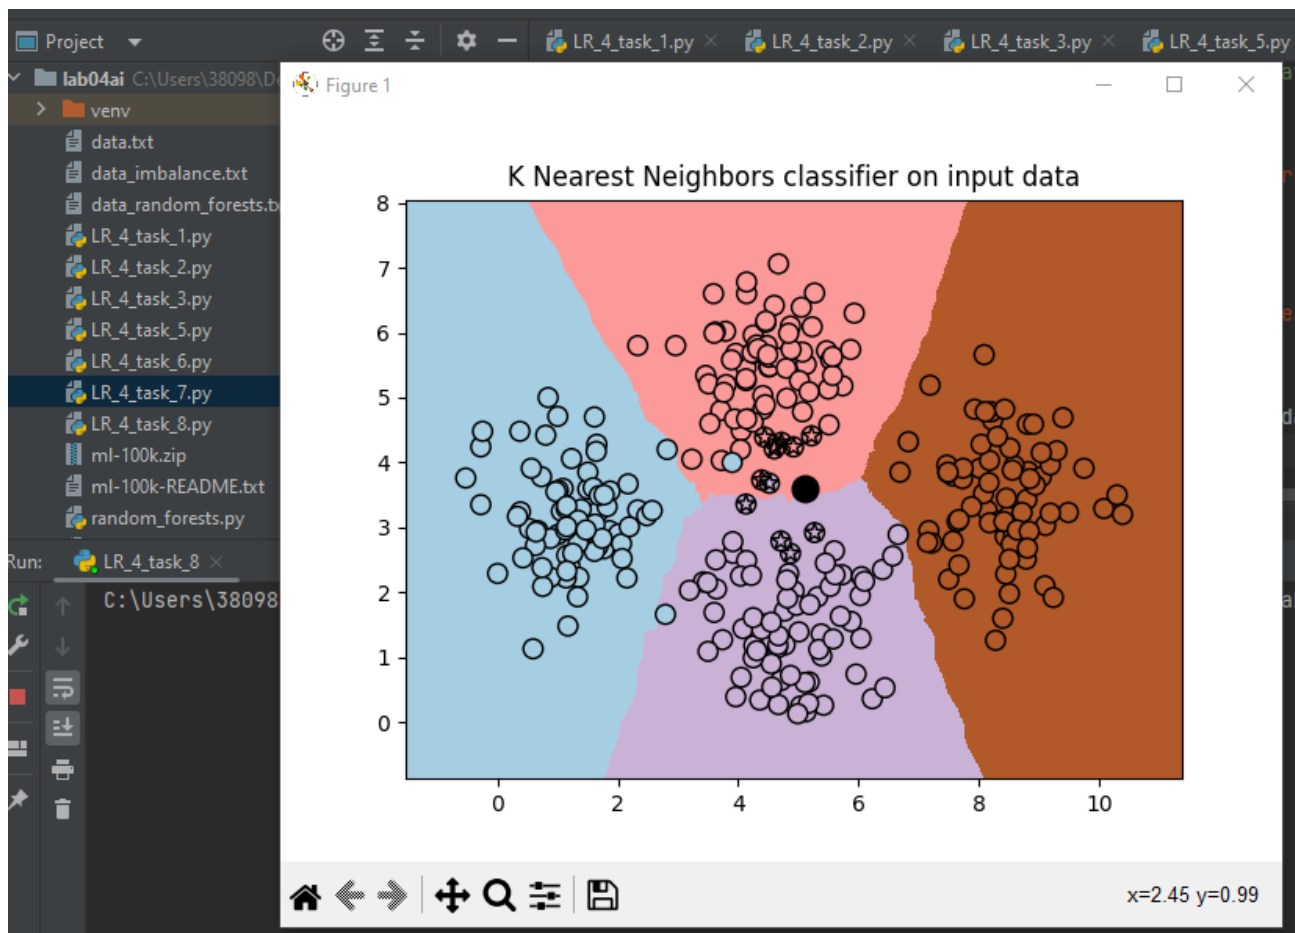 Project
LR_4_task_1.py
LR_4_task_2.py
LR_4_task_3.py
LR_4_task_5.py
lab04ai C:\Users\38098\De
venv
data.txt
data_imbalance.txt
data_random_forests.tx
LR_4_task_1.py
LR_4_task_2.py
LR_4_task_3.py
LR_4_task_5.py
LR_4_task_6.py
LR_4_task_7.py
LR_4_task_8.py
ml-100k.zip
ml-100k-README.txt
random_forests.py
Run:
LR_4_task_8
C:\Users\38098
Figure 1
K Nearest Neighbors classifier on input data
8
7
6
5
4
3
2
1
0
0 2 4 6 8 10
x=2.45 y=0.99